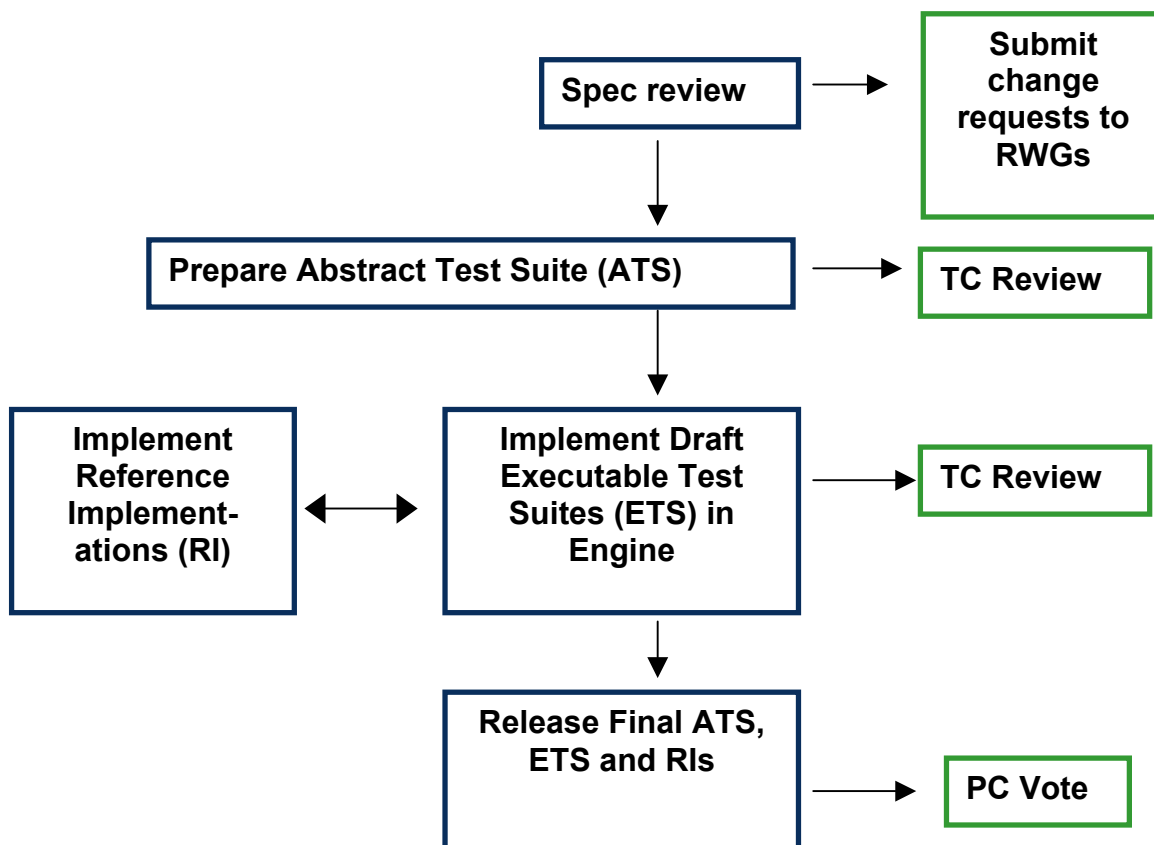 Spec review
Submit
change
requests to
RWGs
Prepare Abstract Test Suite (ATS)
TC Review
Implement
Reference
Implement-
ations (RI)
Implement Draft
Executable Test
Suites (ETS) in
Engine
TC Review
Release Final ATS,
ETS and RIs
PC Vote